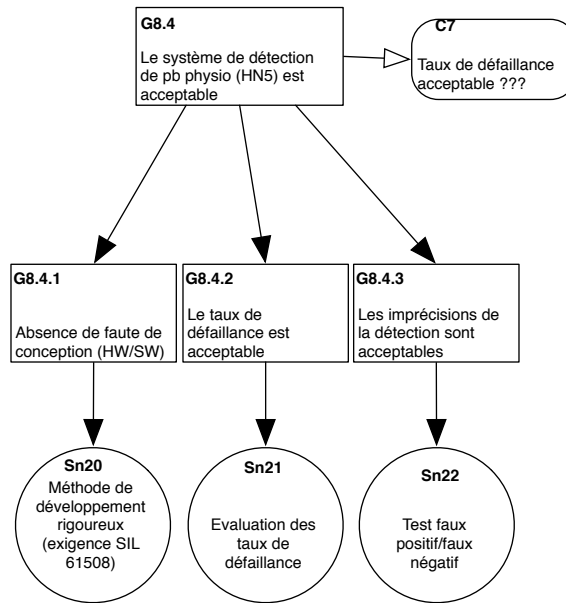 G8.4
Le système de détection
de pb physio (HN5) est
acceptable
C7
Taux de défaillance
acceptable ???
G8.4.1
Absence de faute de
conception (HW/SW)
G8.4.2
Le taux de
défaillance est
acceptable
G8.4.3
Les imprécisions de
la détection sont
acceptables
Sn20
Méthode de
développement
rigoureux
(exigence SIL
61508)
Sn21
Evaluation des
taux de
défaillance
Sn22
Test faux
positif/faux
négatif